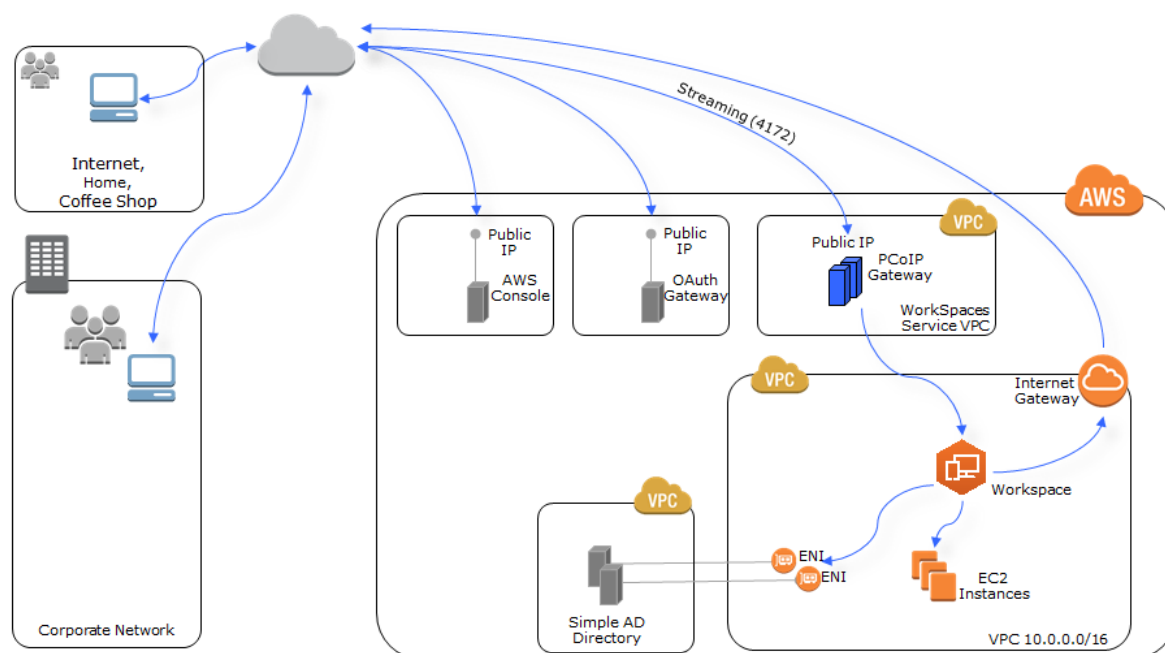 Internet,
Home,
Coffee Shop
Corporate Network
Streaming (4172)
AWS
Public
IP
AWS
Console
Public
IP
OAuth
Gateway
VPC
Public IP
PCoIP
Gateway
WorkSpaces
Service VPC
VPC
Internet
Gateway
Workspace
ENI
ENI
EC2
Instances
VPC 10.0.0.0/16
VPC
Simple AD
Directory